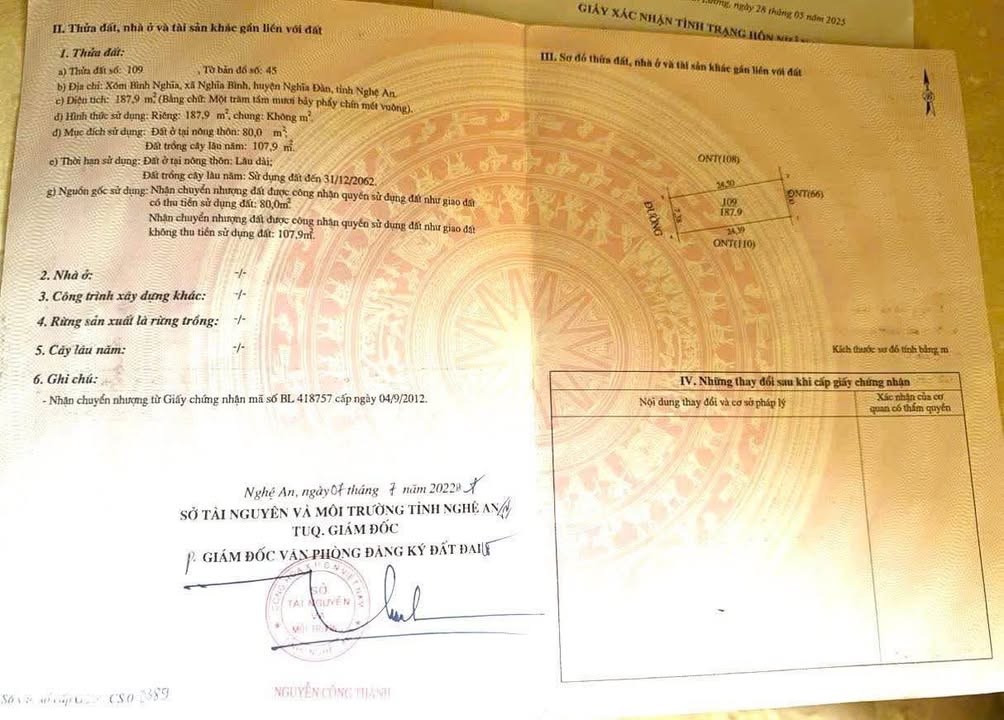 ngày 28 tháng 05 năm 2025
GIẤY XÁC NHẬN TÌNH TRẠNG HÔN
II. Thửa đất, nhà ở và tài sản khác gắn liền với đất
1. Thửa đất:
a) Thửa đất số: 109 , Tờ bản đồ số: 45
b) Địa chỉ: Xóm Bình Nghĩa, xã Nghĩa Bình, huyện Nghĩa Đàn, tỉnh Nghệ An.
c) Diện tích: 187,9 m² (Bằng chữ: Một trăm tám mươi bảy phẩy chín mét vuông).
d) Hình thức sử dụng: Riêng: 187,9 m², chung: Không m².
đ) Mục đích sử dụng: Đất ở tại nông thôn: 80,0 m²;
Đất trồng cây lâu năm: 107,9 m².
e) Thời hạn sử dụng: Đất ở tại nông thôn: Lâu dài;
Đất trồng cây lâu năm: Sử dụng đất đến 31/12/2062.
g) Nguồn gốc sử dụng: Nhận chuyển nhượng đất được công nhận quyền sử dụng đất như giao đất
có thu tiền sử dụng đất: 80,0m²
Nhận chuyển nhượng đất được công nhận quyền sử dụng đất như giao đất
không thu tiền sử dụng đất: 107,9m².
2. Nhà ở: -/-
3. Công trình xây dựng khác: -/-
4. Rừng sản xuất là rừng trồng: -/-
5. Cây lâu năm: -/-
6. Ghi chú:
- Nhận chuyển nhượng từ Giấy chứng nhận mã số BL 418757 cấp ngày 04/9/2012.
Nghệ An, ngày 07 tháng 7 năm 2022
SỞ TÀI NGUYÊN VÀ MÔI TRƯỜNG TỈNH NGHỆ AN
TUQ. GIÁM ĐỐC
P. GIÁM ĐỐC VĂN PHÒNG ĐĂNG KÝ ĐẤT ĐAI
SỞ
TÀI NGUYÊN
VÀ
NGUYỄN CÔNG THÀNH
III. Sơ đồ thửa đất, nhà ở và tài sản khác gắn liền với đất
ONT(108)
24,50
ONT(66)
109
187.9
ĐƯỜNG
7,78
24,39
ONT(110)
Kích thước sơ đồ tính bằng m
IV. Những thay đổi sau khi cấp giấy chứng nhận
Nội dung thay đổi và cơ sở pháp lý
Xác nhận của cơ
quan có thẩm quyền